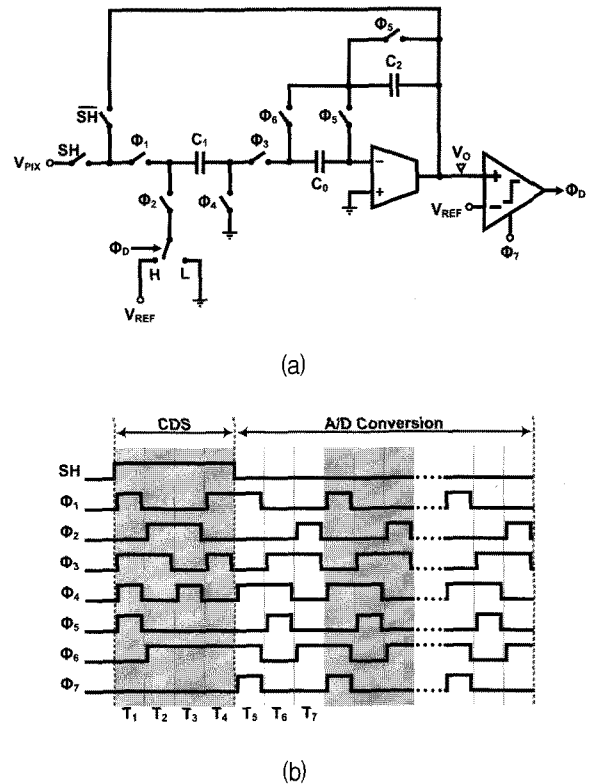 Φ5
C2
SH
Φ6
Φ5
VPIX
SH
Φ1
C1
Φ3
C0
VO
ΦD
Φ2
Φ4
VREF
ΦD
H
L
Φ7
VREF
(a)
CDS
A/D Conversion
SH
Φ1
Φ2
Φ3
Φ4
Φ5
Φ6
Φ7
T1 T2 T3 T4 T5 T6 T7
(b)